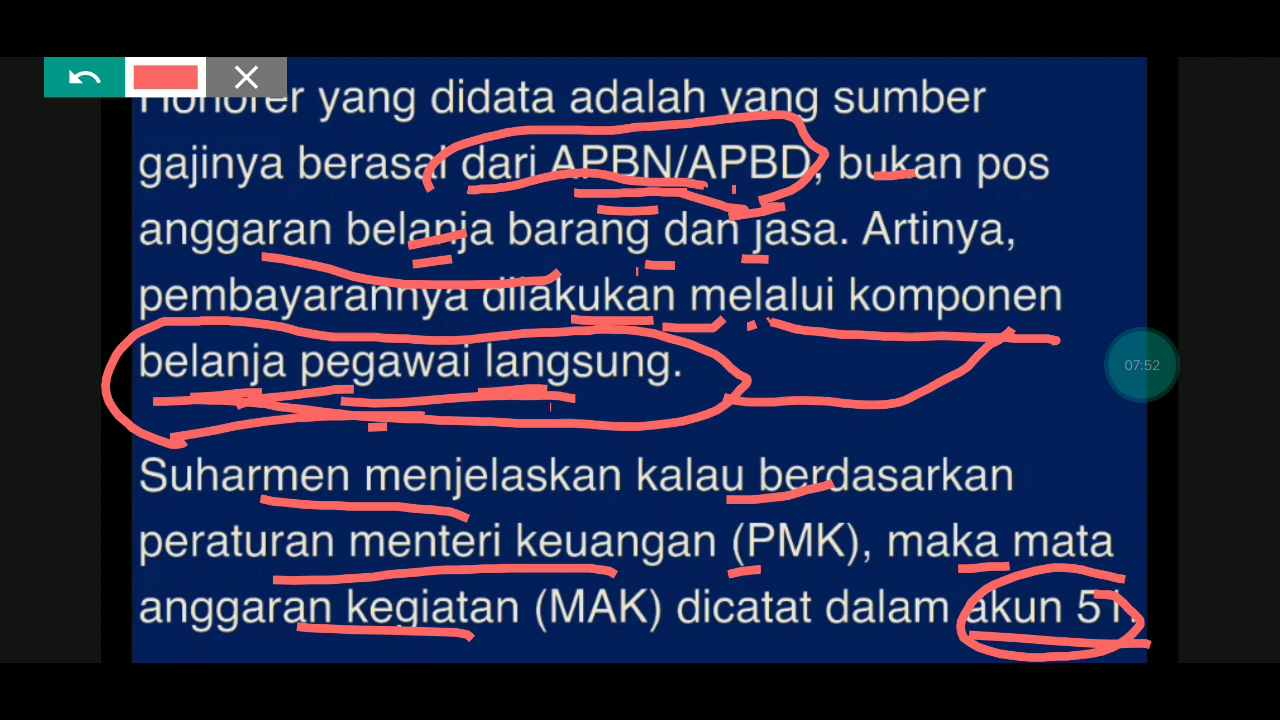 Honorer yang didata adalah yang sumber
gajinya berasal dari APBN/APBD, bukan pos
anggaran belanja barang dan jasa. Artinya,
pembayarannya dilakukan melalui komponen
belanja pegawai langsung.
07:52
Suharmen menjelaskan kalau berdasarkan
peraturan menteri keuangan (PMK), maka mata
anggaran kegiatan (MAK) dicatat dalam akun 51.